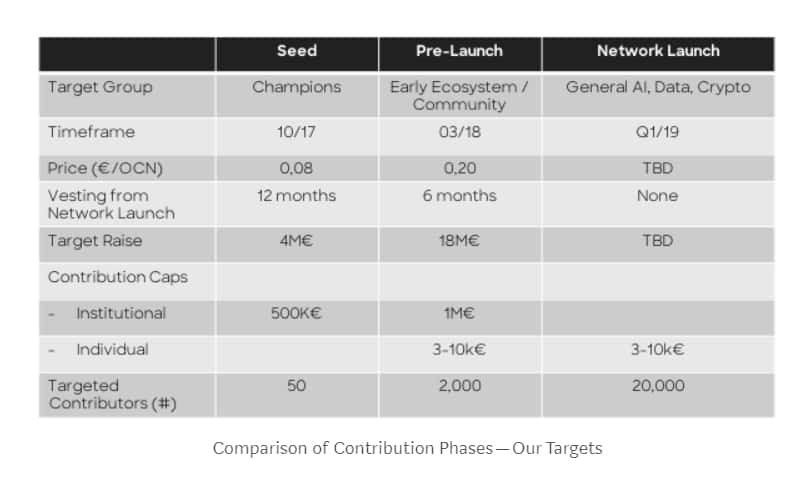 Seed Pre-Launch Network Launch
Target Group Champions Early Ecosystem / Community General AI, Data, Crypto
Timeframe 10/17 03/18 Q1/19
Price (€/OCN) 0,08 0,20 TBD
Vesting from Network Launch 12 months 6 months None
Target Raise 4M€ 18M€ TBD
Contribution Caps
- Institutional 500K€ 1M€
- Individual 3-10k€ 3-10k€
Targeted Contributors (#) 50 2,000 20,000
Comparison of Contribution Phases — Our Targets